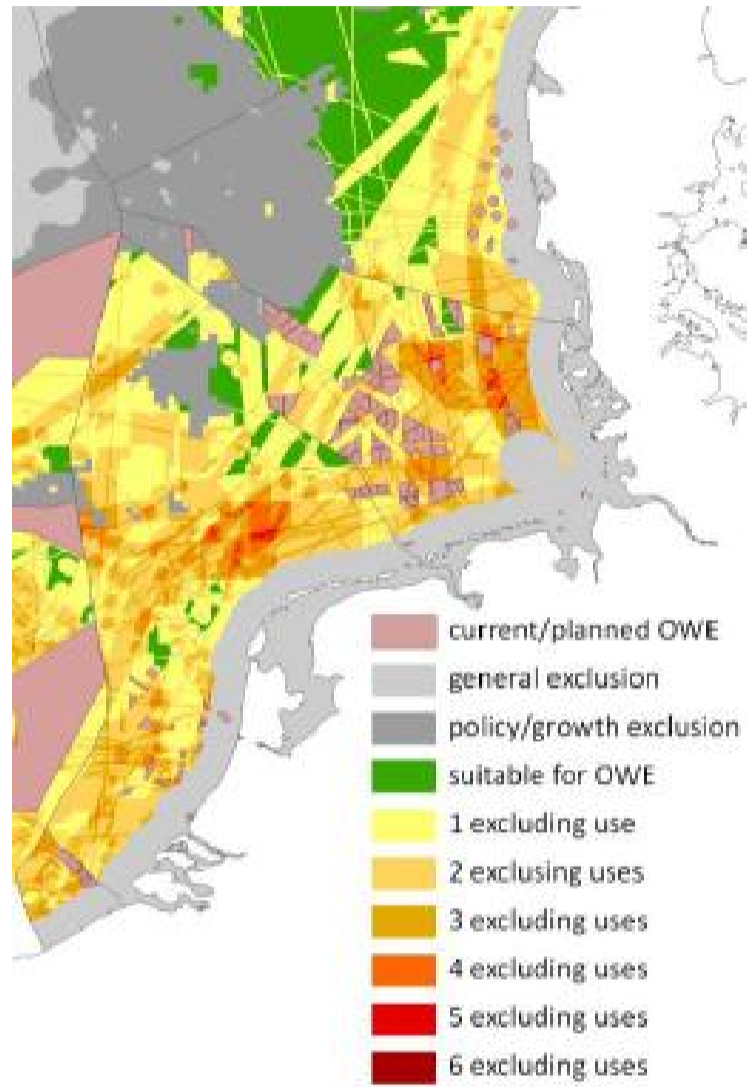 current/planned OWE
general exclusion
policy/growth exclusion
suitable for OWE
1 excluding use
2 exclusing uses
3 excluding uses
4 excluding uses
5 excluding uses
6 excluding uses